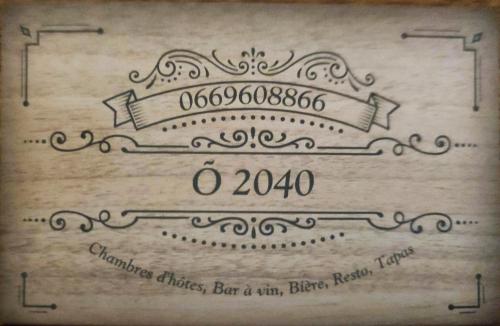 0669608866
Õ 2040
Chambres d'hôtes, Bar à vin, Bière, Resto, Tapas